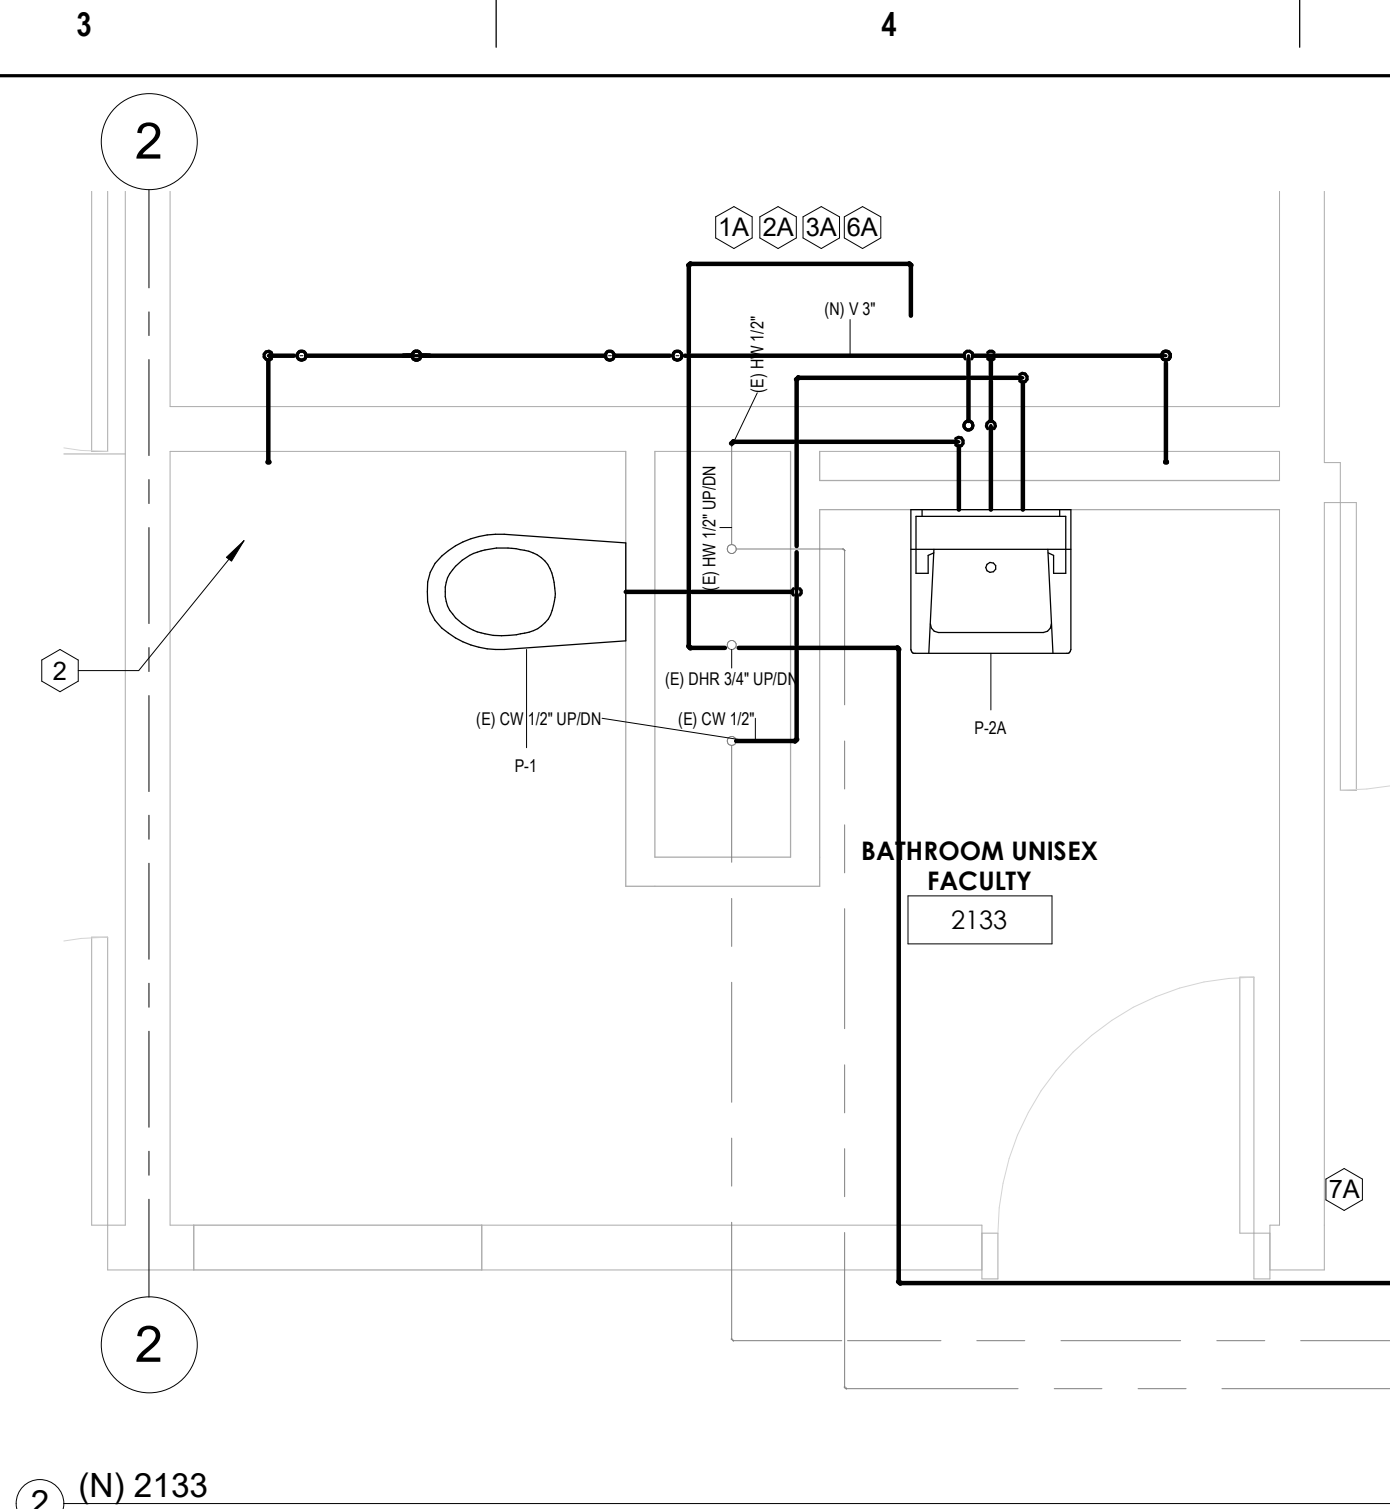 3
4
2
1A 2A 3A 6A
(N) V 3"
(E) HW 1/2"
(E) HW 1/2" UP/DN
2
(E) DHR 3/4" UP/DN
(E) CW 1/2" UP/DN
(E) CW 1/2"
P-2A
P-1
BATHROOM UNISEX
FACULTY
2133
7A
2
(N) 2133
2